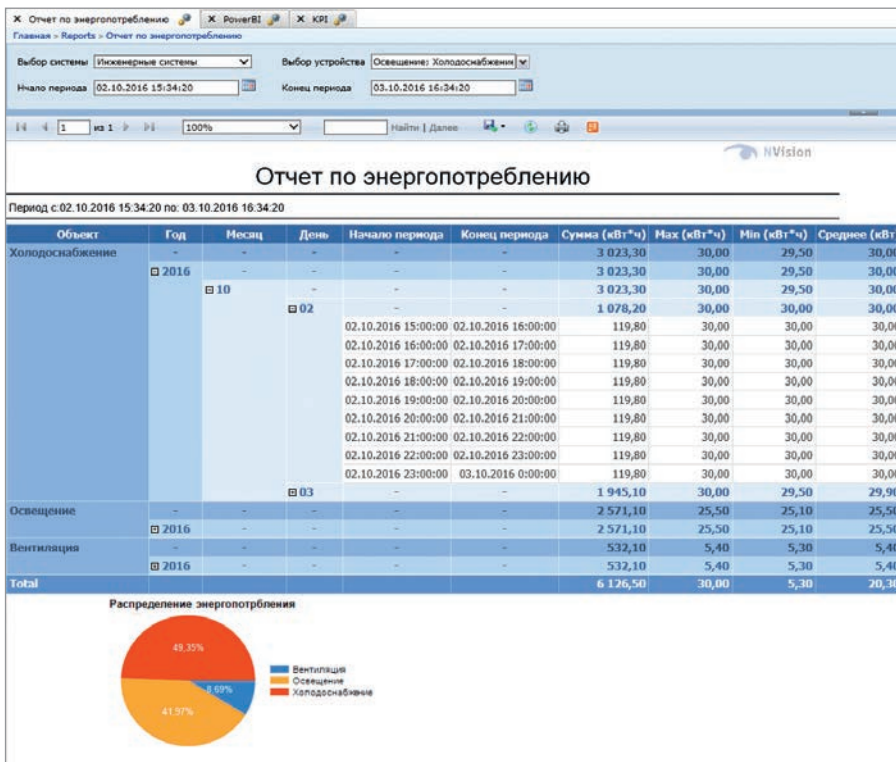 Отчет по энергопотреблению PowerBI KPI
Главная > Reports > Отчет по энергопотреблению
Выбор системы Инженерные системы Выбор устройства Освещение: Холодоснабжени
Нчало периода 02.10.2016 15:34:20 Конец периода 03.10.2016 16:34:20
1 из 1 100% Найти | Далее
NVision
Отчет по энергопотреблению
Период с:02.10.2016 15:34:20 по: 03.10.2016 16:34:20
Объект Год Месяц День Начало периода Конец периода Сумма (кВт*ч) Max (кВт*ч) Min (кВт*ч) Среднее (кВт
Холодоснабжение - - - - - 3 023,30 30,00 29,50 30,00
2016 - - - - 3 023,30 30,00 29,50 30,00
10 - - - 3 023,30 30,00 29,50 30,00
02 - - 1 078,20 30,00 30,00 30,00
02.10.2016 15:00:00 02.10.2016 16:00:00 119,80 30,00 30,00 30,00
02.10.2016 16:00:00 02.10.2016 17:00:00 119,80 30,00 30,00 30,00
02.10.2016 17:00:00 02.10.2016 18:00:00 119,80 30,00 30,00 30,00
02.10.2016 18:00:00 02.10.2016 19:00:00 119,80 30,00 30,00 30,00
02.10.2016 19:00:00 02.10.2016 20:00:00 119,80 30,00 30,00 30,00
02.10.2016 20:00:00 02.10.2016 21:00:00 119,80 30,00 30,00 30,00
02.10.2016 21:00:00 02.10.2016 22:00:00 119,80 30,00 30,00 30,00
02.10.2016 22:00:00 02.10.2016 23:00:00 119,80 30,00 30,00 30,00
02.10.2016 23:00:00 03.10.2016 0:00:00 119,80 30,00 30,00 30,00
03 - - 1 945,10 30,00 29,50 29,90
Освещение - - - - - 2 571,10 25,50 25,10 25,50
2016 - - - - 2 571,10 25,50 25,10 25,50
Вентиляция - - - - - 532,10 5,40 5,30 5,40
2016 - - - - 532,10 5,40 5,30 5,40
Total 6 126,50 30,00 5,30 20,30
Распределение энергопотрбления
49,35%
8,69%
41,97%
Вентиляция
Освещение
Холодоснабжение